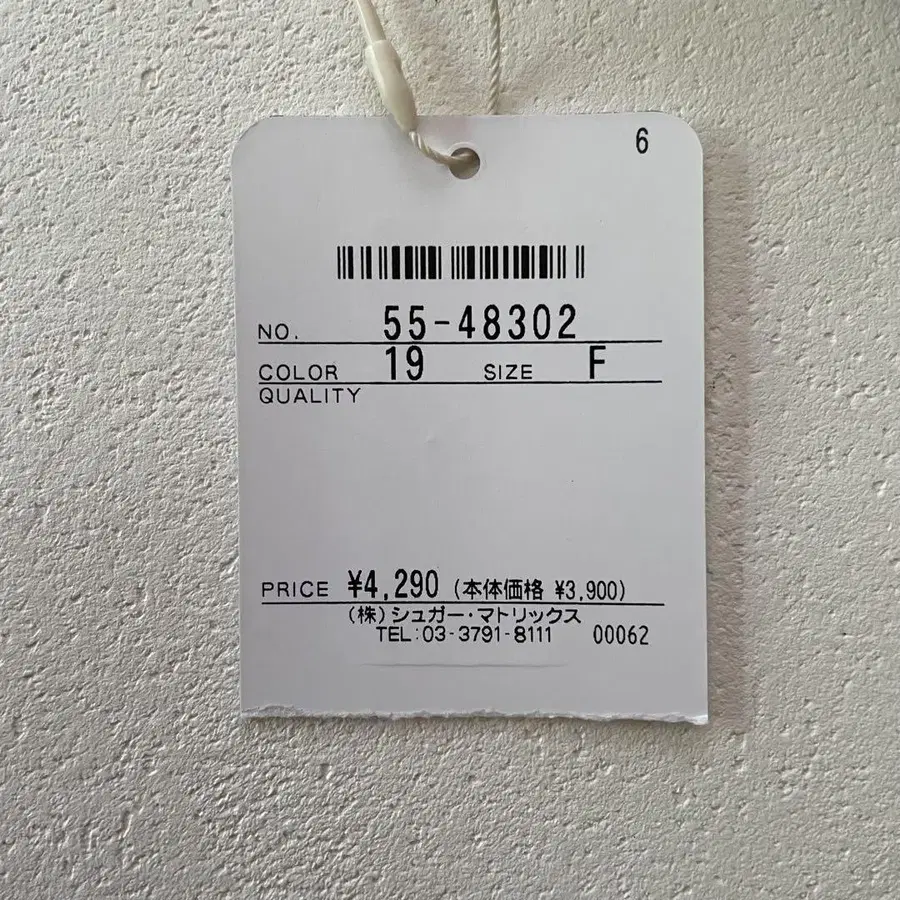 6
NO. 55-48302
COLOR 19 SIZE F
QUALITY
PRICE ¥4,290 (本体価格 ¥3,900)
(株)シュガー・マトリックス
TEL:03-3791-8111 00062